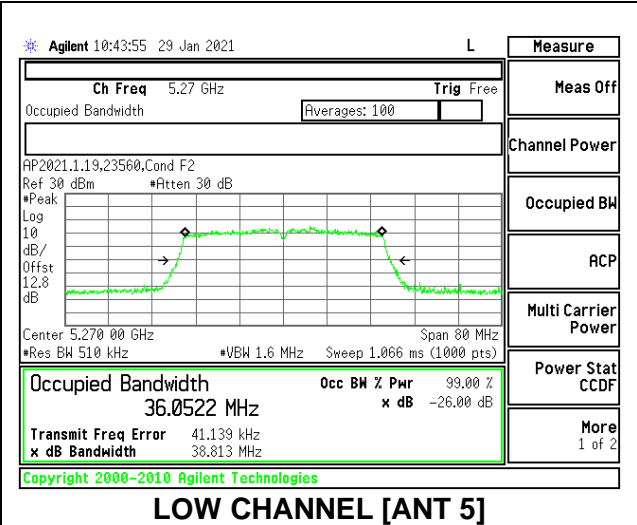 Agilent 10:43:55 29 Jan 2021 L Measure
Ch Freq 5.27 GHz Trig Free
Meas Off
Occupied Bandwidth Averages: 100
Channel Power
AP2021.1.19,23560,Cond F2
Ref 30 dBm #Atten 30 dB
#Peak
Log
10
dB/
Offst
12.8
dB
Occupied BW
ACP
Multi Carrier
Power
Center 5.270 00 GHz Span 80 MHz
#Res BW 510 kHz #VBW 1.6 MHz Sweep 1.066 ms (1000 pts)
Power Stat
CCDF
Occupied Bandwidth Occ BW % Pwr 99.00 %
36.0522 MHz x dB -26.00 dB
Transmit Freq Error 41.139 kHz
x dB Bandwidth 38.813 MHz
More
1 of 2
Copyright 2000-2010 Agilent Technologies
LOW CHANNEL [ANT 5]